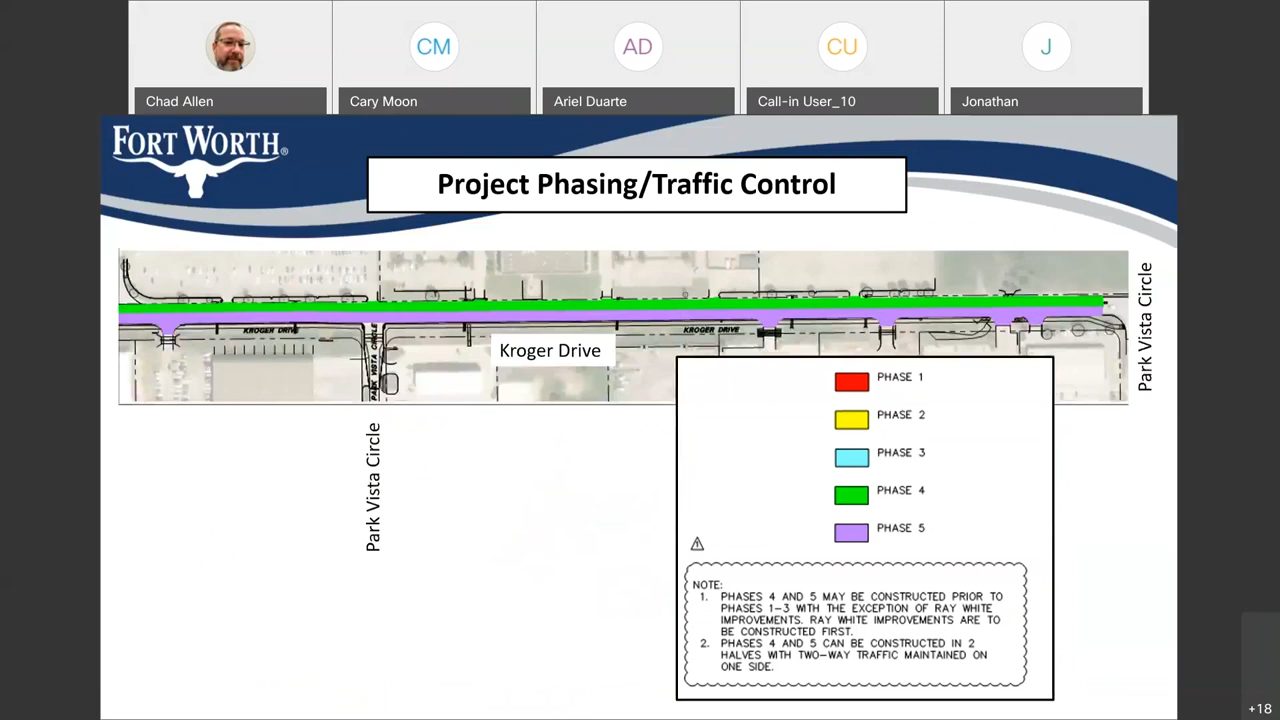 CM
AD
CU
J
Chad Allen
Cary Moon
Ariel Duarte
Call-in User_10
Jonathan
FORT WORTH®
Project Phasing/Traffic Control
KROGER DRIVE
KROGER DRIVE
Kroger Drive
PARK VISTA CIRCLE
Park Vista Circle
Park Vista Circle
PHASE 1
PHASE 2
PHASE 3
PHASE 4
PHASE 5
1
NOTE:
1. PHASES 4 AND 5 MAY BE CONSTRUCTED PRIOR TO
PHASES 1-3 WITH THE EXCEPTION OF RAY WHITE
IMPROVEMENTS. RAY WHITE IMPROVEMENTS ARE TO
BE CONSTRUCTED FIRST.
2. PHASES 4 AND 5 CAN BE CONSTRUCTED IN 2
HALVES WITH TWO-WAY TRAFFIC MAINTAINED ON
ONE SIDE.
+18